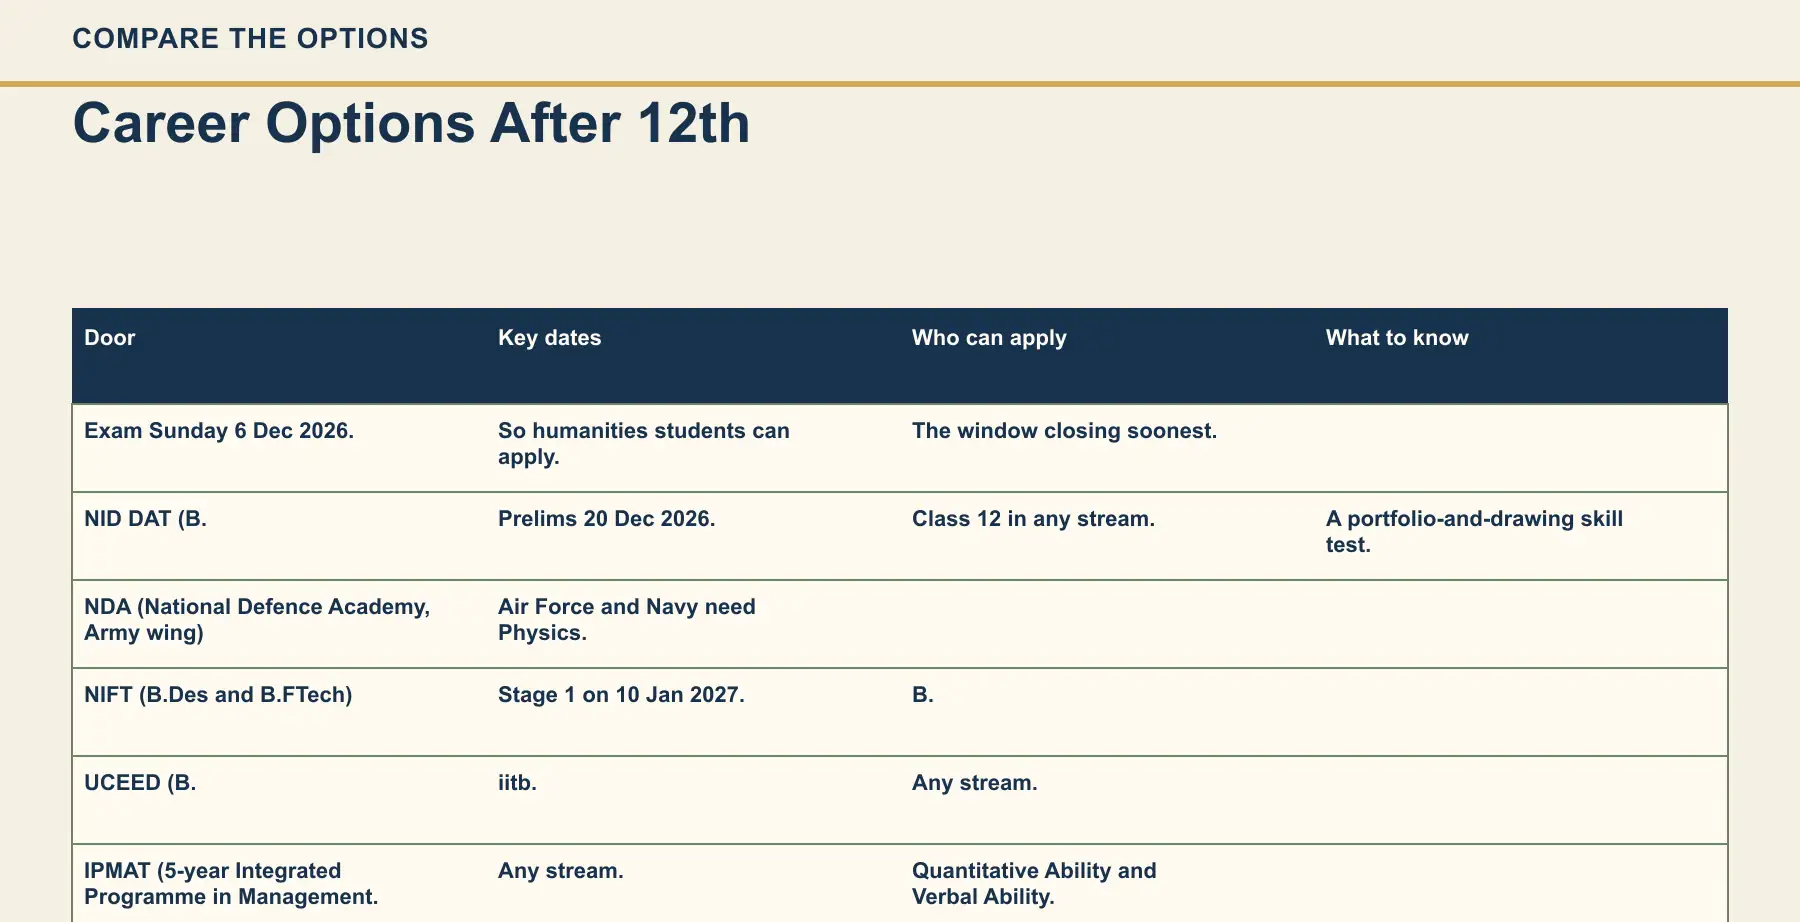 COMPARE THE OPTIONS
Career Options After 12th
Door
Key dates
Who can apply
What to know
Exam Sunday 6 Dec 2026.
So humanities students can
apply.
The window closing soonest.
NID DAT (B.
Prelims 20 Dec 2026.
Class 12 in any stream.
A portfolio-and-drawing skill
test.
NDA (National Defence Academy,
Army wing)
Air Force and Navy need
Physics.
NIFT (B.Des and B.FTech)
Stage 1 on 10 Jan 2027.
B.
UCEED (B.
iitb.
Any stream.
IPMAT (5-year Integrated
Programme in Management.
Any stream.
Quantitative Ability and
Verbal Ability.